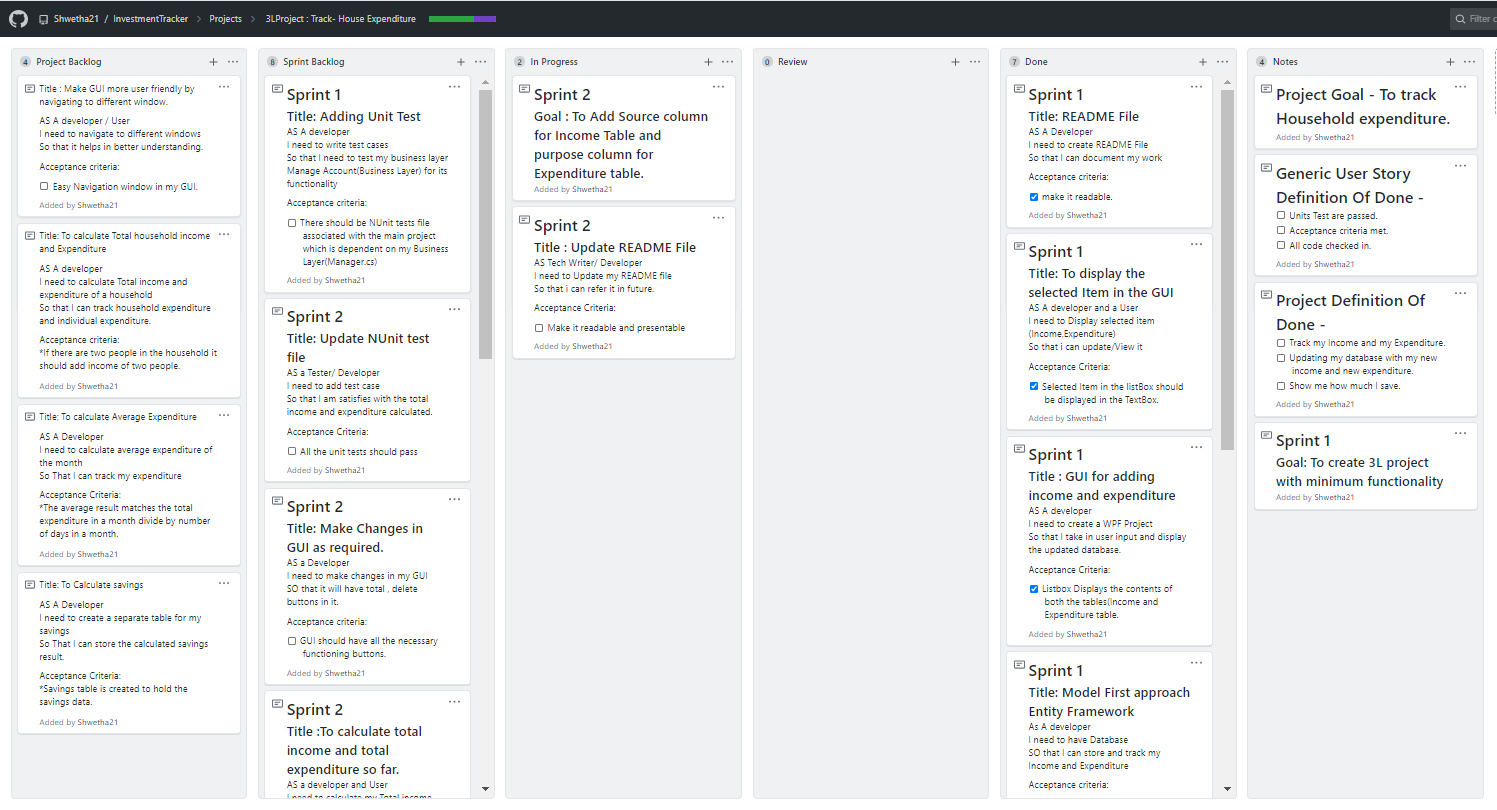 Shwetha21 / InvestmentTracker > Projects > 3LProject : Track- House Expenditure
Filter c
4 Project Backlog
Title : Make GUI more user friendly by
navigating to different window.
AS A developer / User
I need to navigate to different windows
So that it helps in better understanding.
Acceptance criteria:
Easy Navigation window in my GUI.
Added by Shwetha21
Title: To calculate Total household income
and Expenditure
AS A developer
I need to calculate Total income and
expenditure of a household
So that I can track household expenditure
and individual expenditure.
Acceptance criteria:
*If there are two people in the household it
should add income of two people.
Added by Shwetha21
Title; To calculate Average Expenditure
AS A Developer
I need to calculate average expenditure of
the month
So That I can track my expenditure
Acceptance Criteria:
*The average result matches the total
expenditure in a month divide by number
of days in a month.
Added by Shwetha21
Title: To Calculate savings
AS A Developer
I need to create a separate table for my
savings
So That I can store the calculated savings
result.
Acceptance Criteria:
*Savings table is created to hold the
savings data.
Added by Shwetha21
8 Sprint Backlog
Sprint 1
Title: Adding Unit Test
AS A developer
I need to write test cases
So that I need to test my business layer
Manage Account(Business Layer) for its
functionality
Acceptance criteria:
There should be NUnit tests file
associated with the main project
which is dependent on my Business
Layer(Manager.cs)
Added by Shwetha21
Sprint 2
Title: Update NUnit test
file
AS a Tester/ Developer
I need to add test case
So that I am satisfies with the total
income and expenditure calculated.
Acceptance Criteria:
All the unit tests should pass
Added by Shwetha21
Sprint 2
Title: Make Changes in
GUI as required.
AS a Developer
I need to make changes in my GUI
SO that it will have total , delete
buttons in it.
Acceptance criteria:
GUI should have all the necessary
functioning buttons.
Added by Shwetha21
Sprint 2
Title :To calculate total
income and total
expenditure so far.
AS a developer and User
I need to calculate my Total income
2 In Progress
Sprint 2
Goal : To Add Source column
for Income Table and
purpose column for
Expenditure table.
Added by Shwetha21
Sprint 2
Title : Update README File
AS Tech Writer/ Developer
I need to Update my README file
So that i can refer it in future.
Acceptance Criteria:
Make it readable and presentable
Added by Shwetha21
0 Review
7 Done
Sprint 1
Title: README File
AS A Developer
I need to create README File
So that I can document my work
Acceptance criteria:
make it readable.
Added by Shwetha21
Sprint 1
Title: To display the
selected Item in the GUI
AS A developer and a User
I need to Display selected item
(Income,Expenditure)
So that i can update/View it
Acceptance Criteria:
Selected Item in the listBox should
be displayed in the TextBox.
Added by Shwetha21
Sprint 1
Title : GUI for adding
income and expenditure
AS A developer
I need to create a WPF Project
So that I take in user input and display
the updated database.
Acceptance Criteria:
Listbox Displays the contents of
both the tables(Income and
Expenditure table.
Added by Shwetha21
Sprint 1
Title: Model First approach
Entity Framework
As A developer
I need to have Database
SO that I can store and track my
Income and Expenditure
Acceptance criteria:
4 Notes
Project Goal - To track
Household expenditure.
Added by Shwetha21
Generic User Story
Definition Of Done -
Units Test are passed.
Acceptance criteria met.
All code checked in.
Added by Shwetha21
Project Definition Of
Done -
Track my Income and my Expenditure.
Updating my database with my new
income and new expenditure.
Show me how much I save.
Added by Shwetha21
Sprint 1
Goal: To create 3L project
with minimum functionality
Added by Shwetha21